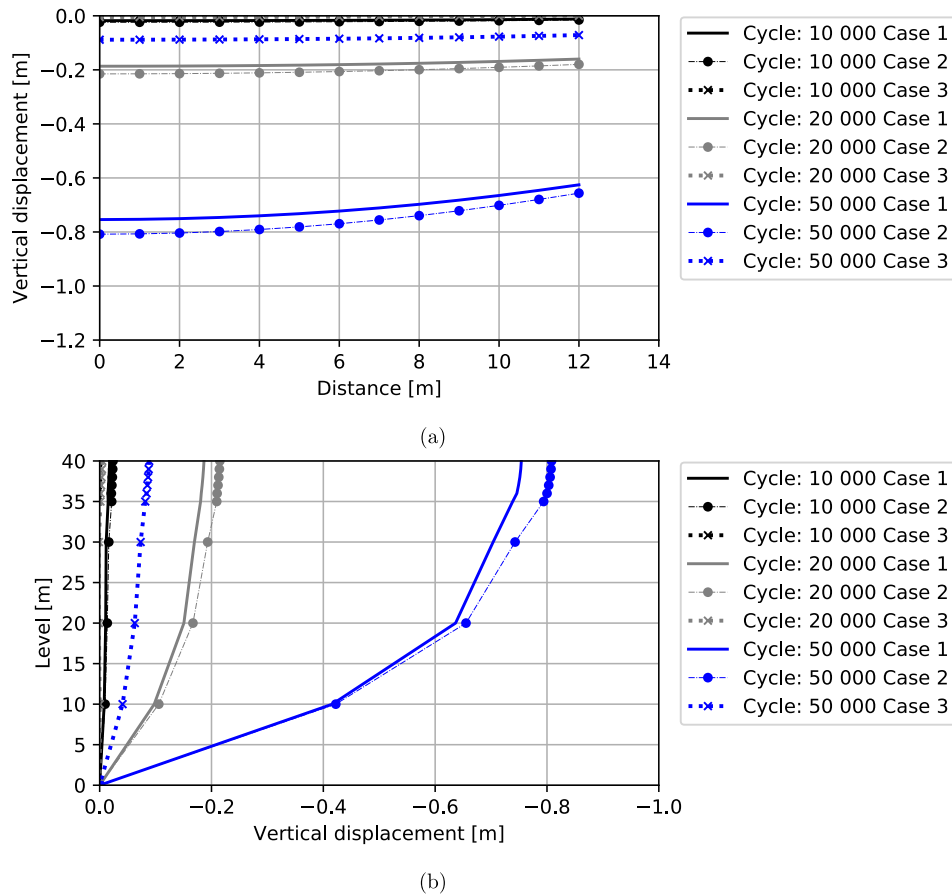 0.0
−0.2
−0.4
−0.6
−0.8
−1.0
−1.2
Vertical displacement [m]
0 2 4 6 8 10 12 14
Distance [m]
Cycle: 10 000 Case 1
Cycle: 10 000 Case 2
Cycle: 10 000 Case 3
Cycle: 20 000 Case 1
Cycle: 20 000 Case 2
Cycle: 20 000 Case 3
Cycle: 50 000 Case 1
Cycle: 50 000 Case 2
Cycle: 50 000 Case 3
(a)
40
35
30
25
20
15
10
5
0
Level [m]
0.0 −0.2 −0.4 −0.6 −0.8 −1.0
Vertical displacement [m]
Cycle: 10 000 Case 1
Cycle: 10 000 Case 2
Cycle: 10 000 Case 3
Cycle: 20 000 Case 1
Cycle: 20 000 Case 2
Cycle: 20 000 Case 3
Cycle: 50 000 Case 1
Cycle: 50 000 Case 2
Cycle: 50 000 Case 3
(b)